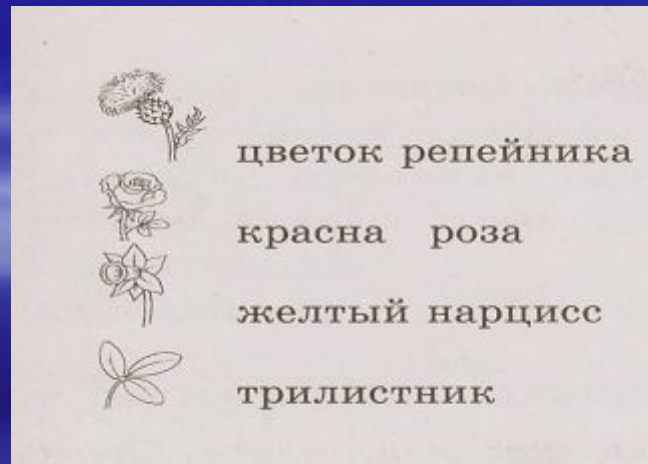 цветок репейника
красна роза
желтый нарцисс
трилистник